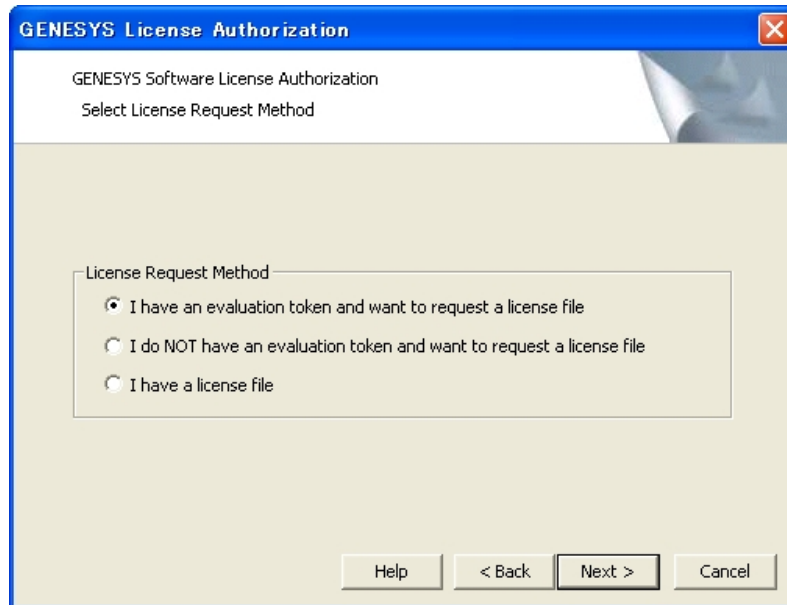 GENESYS License Authorization
GENESYS Software License Authorization
Select License Request Method
License Request Method
I have an evaluation token and want to request a license file
I do NOT have an evaluation token and want to request a license file
I have a license file
Help < Back Next > Cancel